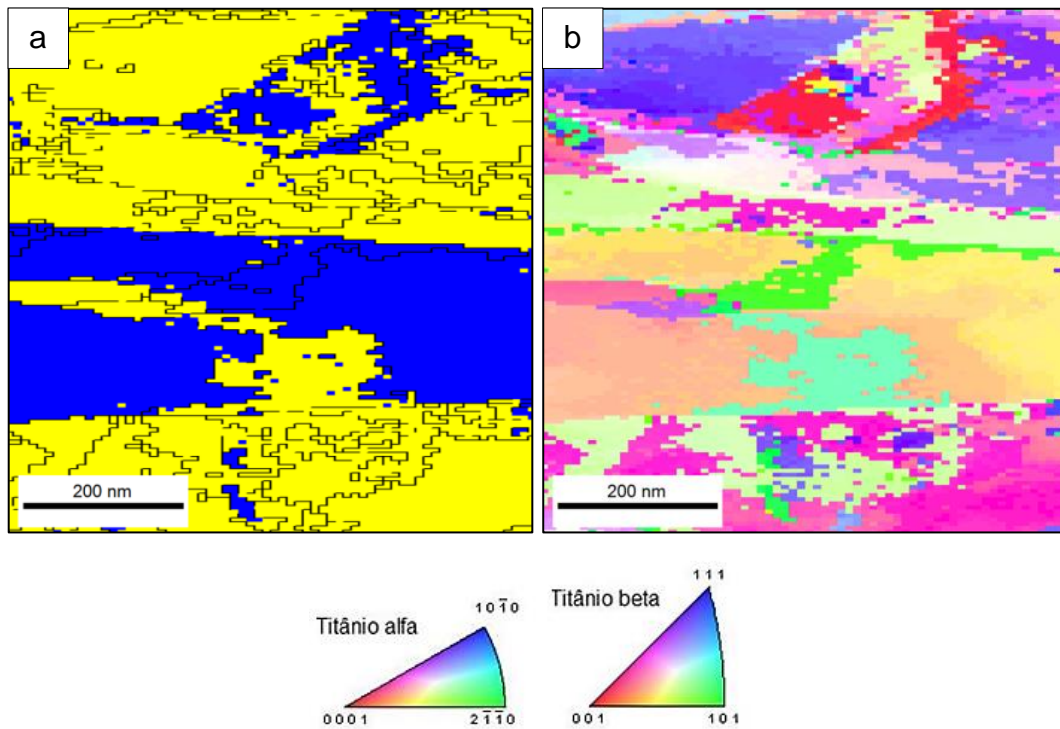 a
b
200 nm
200 nm
Titânio alfa
1 0 1̅ 0
0 0 0 1
2 1̅ 1̅ 0
Titânio beta
1 1 1
0 0 1
1 0 1